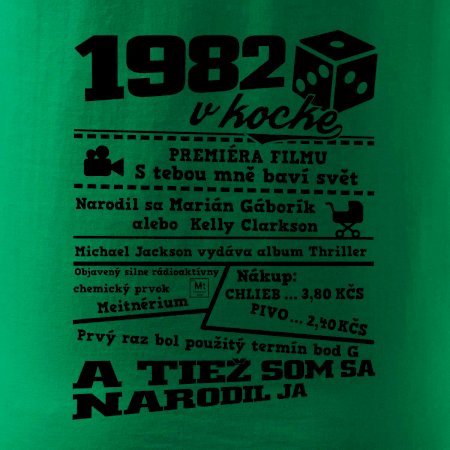 1982
v kocke
PREMIÉRA FILMU
S tebou mně baví svět
Narodil sa Marián Gáborík
alebo Kelly Clarkson
Michael Jackson vydáva album Thriller
Objavený silne rádioaktívny
chemický prvok
Meitnérium
Mt
Nákup:
CHLIEB ... 3,80 KČS
PIVO ... 2,40 KČS
Prvý raz bol použitý termín bod G
A TIEŽ SOM SA
NARODIL JA